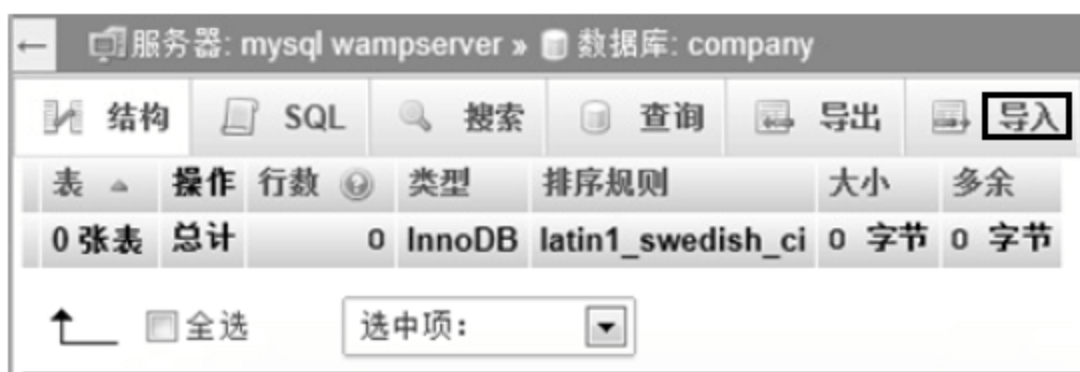 服务器: mysql wampserver » 数据库: company
结构 SQL 搜索 查询 导出 导入
表 操作 行数 类型 排序规则 大小 多余
0 张表 总计 0 InnoDB latin1_swedish_ci 0 字节 0 字节
全选 选中项: